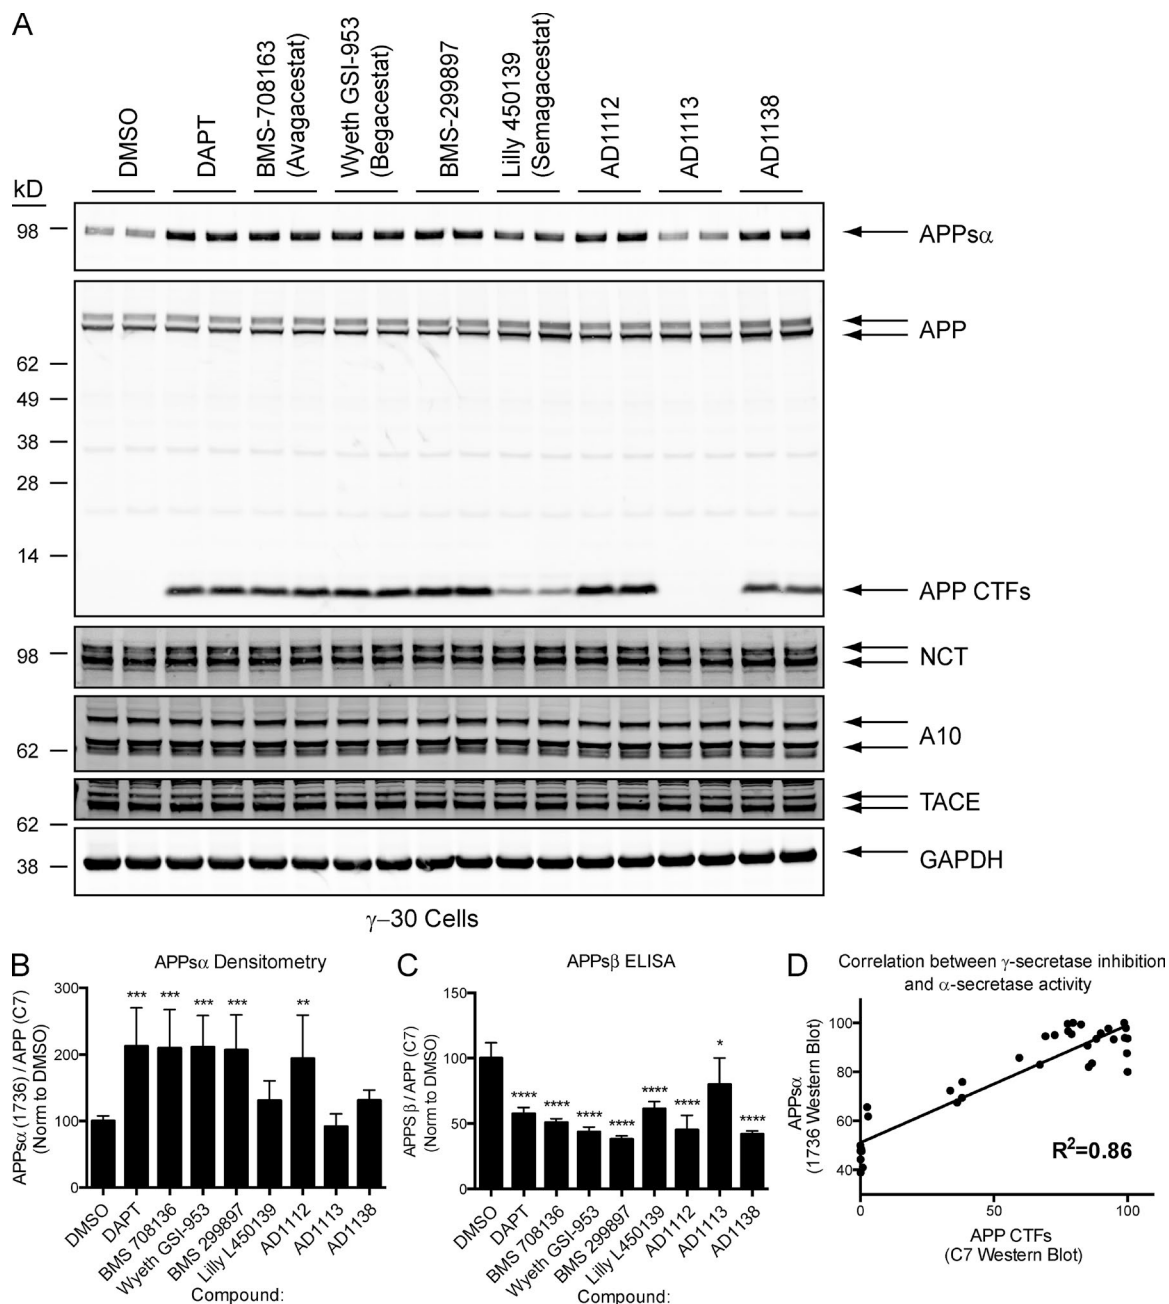 A
DMSO
DAPT
BMS-708163
(Avagacestat)
Wyeth GSI-953
(Begacestat)
BMS-299897
Lilly 450139
(Semagacestat)
AD1112
AD1113
AD1138
kD
98
APPsα
APP
62
49
38
28
14
APP CTFs
98
NCT
A10
62
TACE
62
GAPDH
38
γ–30 Cells
B
APPsα Densitometry
APPsα (1736) / APP (C7)
(Norm to DMSO)
300
200
100
0
***
***
***
***
**
DMSO
DAPT
BMS 708136
Wyeth GSI-953
BMS 299897
Lilly L450139
AD1112
AD1113
AD1138
Compound:
C
APPsβ ELISA
APPS β / APP (C7)
(Norm to DMSO)
150
100
50
0
****
****
****
****
****
****
*
****
DMSO
DAPT
BMS 708136
Wyeth GSI-953
BMS 299897
Lilly L450139
AD1112
AD1113
AD1138
Compound:
D
Correlation between γ-secretase inhibition
and α-secretase activity
APPsα
(1736 Western Blot)
100
80
60
40
R²=0.86
0
50
100
APP CTFs
(C7 Western Blot)